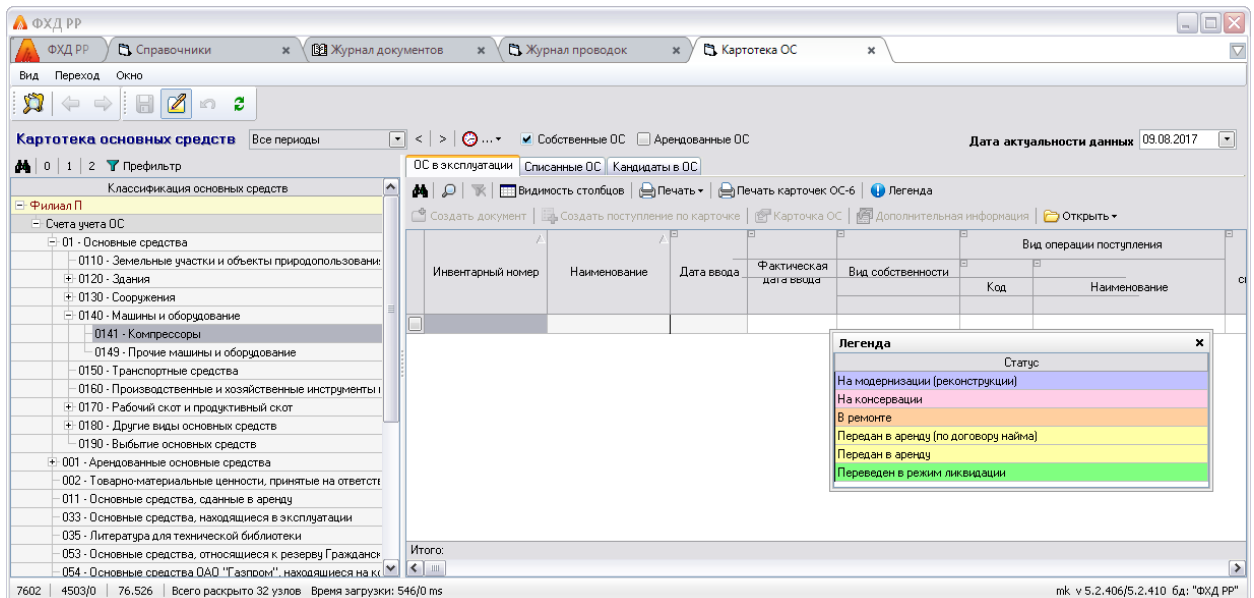 ФХД РР
ФХД РР Справочники Журнал документов Журнал проводок Картотека ОС
Вид Переход Окно
Картотека основных средств Все периоды < > ... Собственные ОС Арендованные ОС Дата актуальности данных 09.08.2017
0 1 2 Префильтр
ОС в эксплуатации Списанные ОС Кандидаты в ОС
Видимость столбцов Печать Печать карточек ОС-6 Легенда
Создать документ Создать поступление по карточке Карточка ОС Дополнительная информация Открыть
Классификация основных средств
Филиал П
Счета учета ОС
01 - Основные средства
0110 - Земельные участки и объекты природопользовани
0120 - Здания
0130 - Сооружения
0140 - Машины и оборудование
0141 - Компрессоры
0149 - Прочие машины и оборудование
0150 - Транспортные средства
0160 - Производственные и хозяйственные инструменты
0170 - Рабочий скот и продуктивный скот
0180 - Другие виды основных средств
0190 - Выбытие основных средств
001 - Арендованные основные средства
002 - Товарно-материальные ценности, принятые на ответст
011 - Основные средства, сданные в аренду
033 - Основные средства, находящиеся в эксплуатации
035 - Литература для технической библиотеки
053 - Основные средства, относящиеся к резерву Гражданск
054 - Основные средства ОАО "Газпром", находящиеся на к
Инвентарный номер Наименование Дата ввода Фактическая дата ввода Вид собственности
Вид операции поступления
Код Наименование
Легенда
Статус
На модернизации (реконструкции)
На консервации
В ремонте
Передан в аренду (по договору найма)
Передан в аренду
Переведен в режим ликвидации
Итого:
7602 4503/0 76.526 Всего раскрыто 32 узлов Время загрузки: 546/0 ms mk v 5.2.406/5.2.410 бд: "ФХД РР"